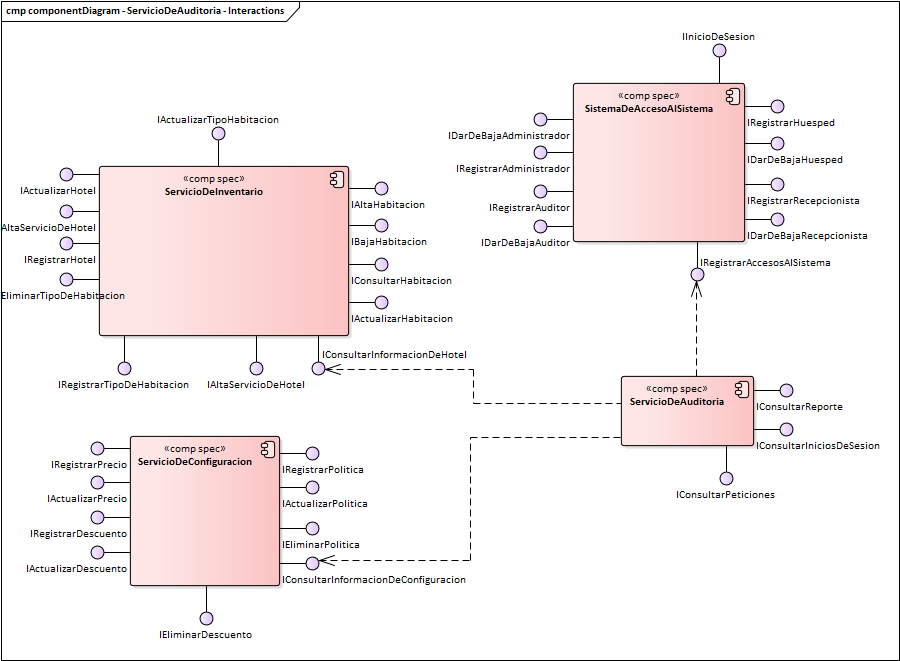 cmp componentDiagram - ServicioDeAuditoria - Interactions
IInicioDeSesion
«comp spec»
SistemaDeAccesoAlSistema
IDarDeBajaAdministrador
IRegistrarAdministrador
IRegistrarAuditor
IDarDeBajaAuditor
IRegistrarHuesped
IDarDeBajaHuesped
IRegistrarRecepcionista
IDarDeBajaRecepcionista
IRegistrarAccesosAlSistema
IActualizarTipoHabitacion
«comp spec»
ServicioDeInventario
IActualizarHotel
AltaServicioDeHotel
IRegistrarHotel
EliminarTipoDeHabitacion
IAltaHabitacion
IBajaHabitacion
IConsultarHabitacion
IActualizarHabitacion
IConsultarInformacionDeHotel
IRegistrarTipoDeHabitacion
IAltaServicioDeHotel
«comp spec»
ServicioDeAuditoria
IConsultarReporte
IConsultarIniciosDeSesion
IConsultarPeticiones
«comp spec»
ServicioDeConfiguracion
IRegistrarPrecio
IActualizarPrecio
IRegistrarDescuento
IActualizarDescuento
IRegistrarPolitica
IActualizarPolitica
IEliminarPolitica
IConsultarInformacionDeConfiguracion
IEliminarDescuento